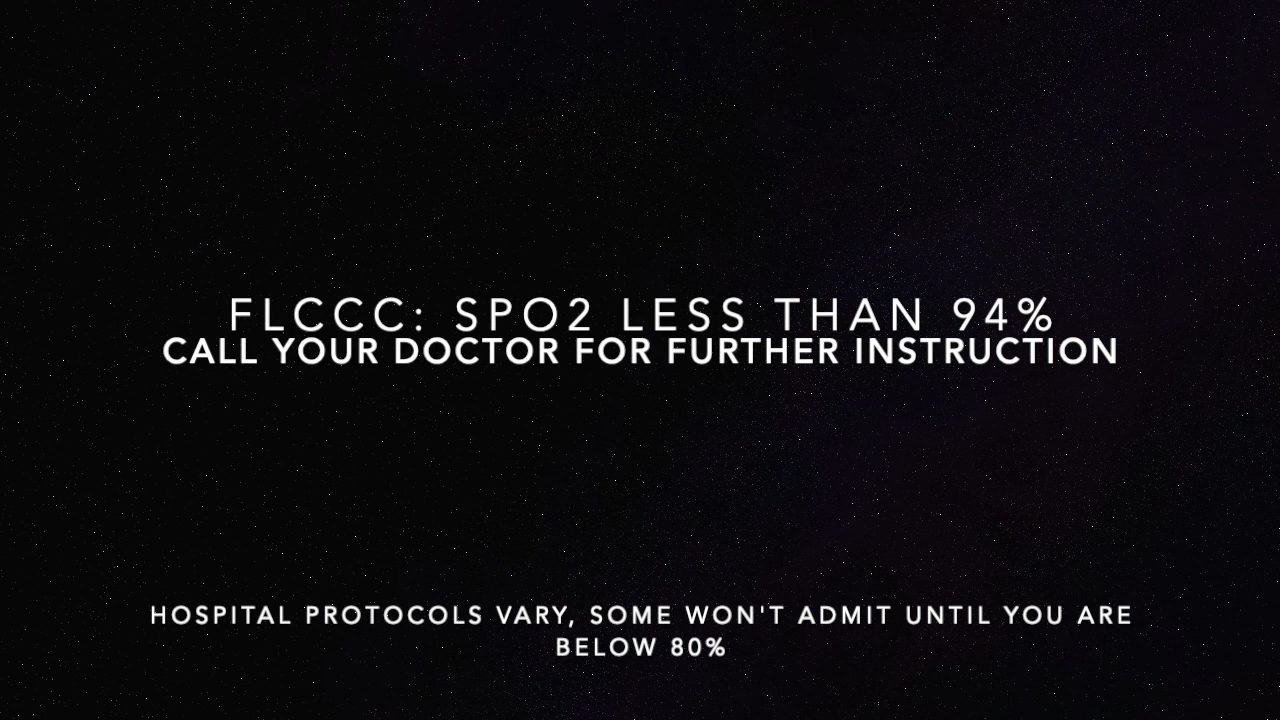 FLCCC: SPO2 LESS THAN 94%
CALL YOUR DOCTOR FOR FURTHER INSTRUCTION
HOSPITAL PROTOCOLS VARY, SOME WON'T ADMIT UNTIL YOU ARE
BELOW 80%